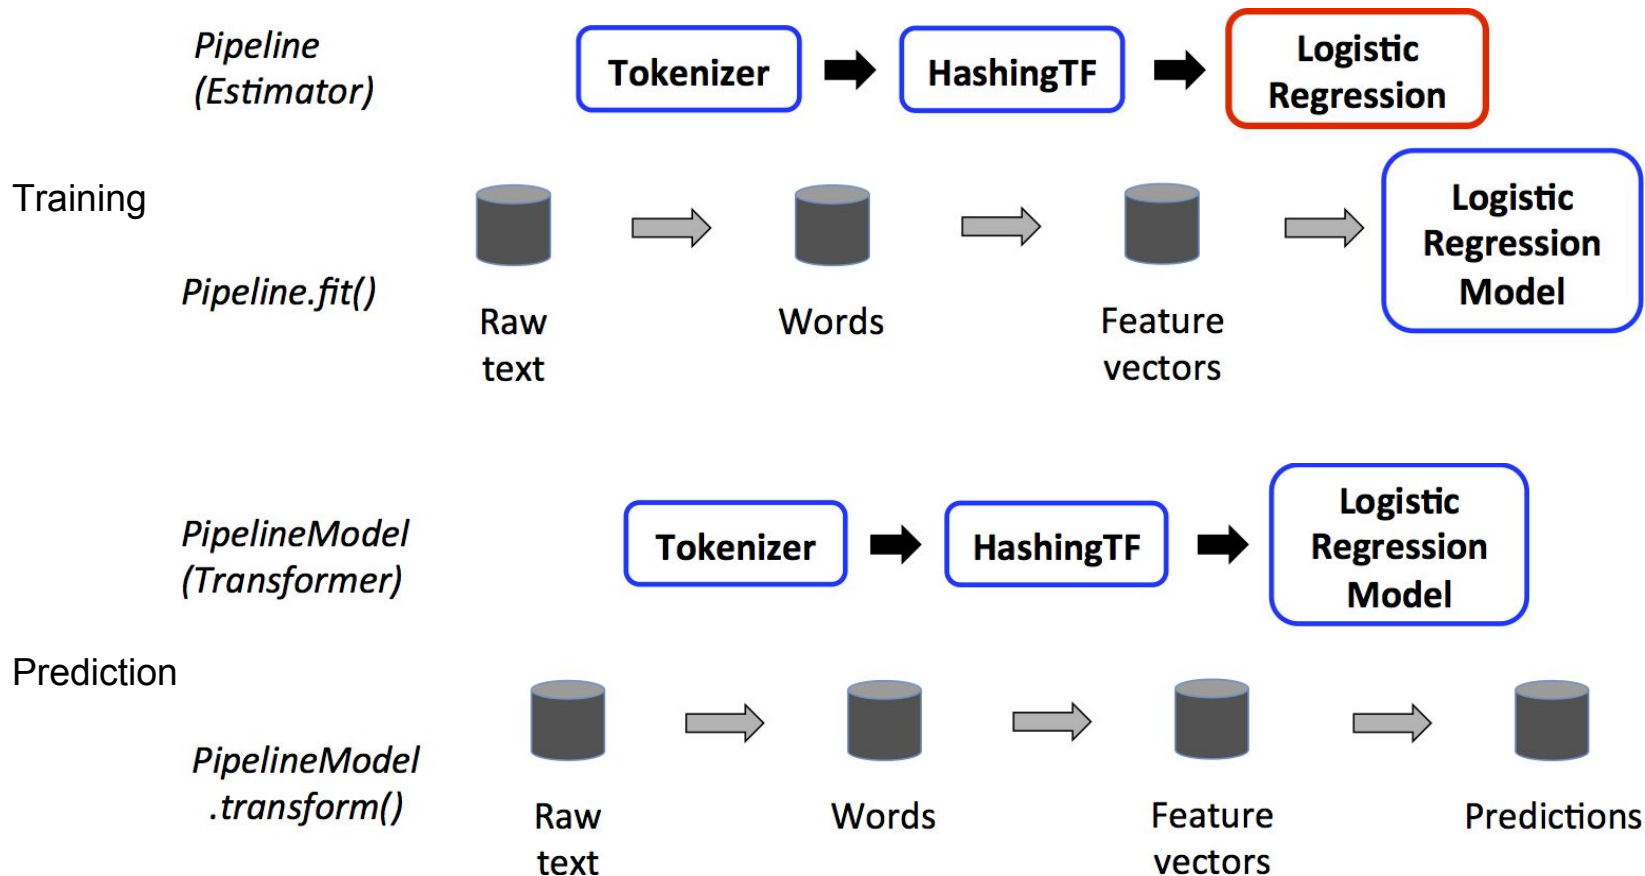 Pipeline
(Estimator)
Tokenizer
HashingTF
Logistic
Regression
Training
Pipeline.fit()
Raw
text
Words
Feature
vectors
Logistic
Regression
Model
PipelineModel
(Transformer)
Tokenizer
HashingTF
Logistic
Regression
Model
Prediction
PipelineModel
.transform()
Raw
text
Words
Feature
vectors
Predictions